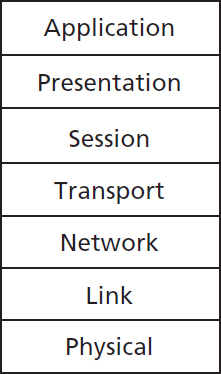 Application
Presentation
Session
Transport
Network
Link
Physical